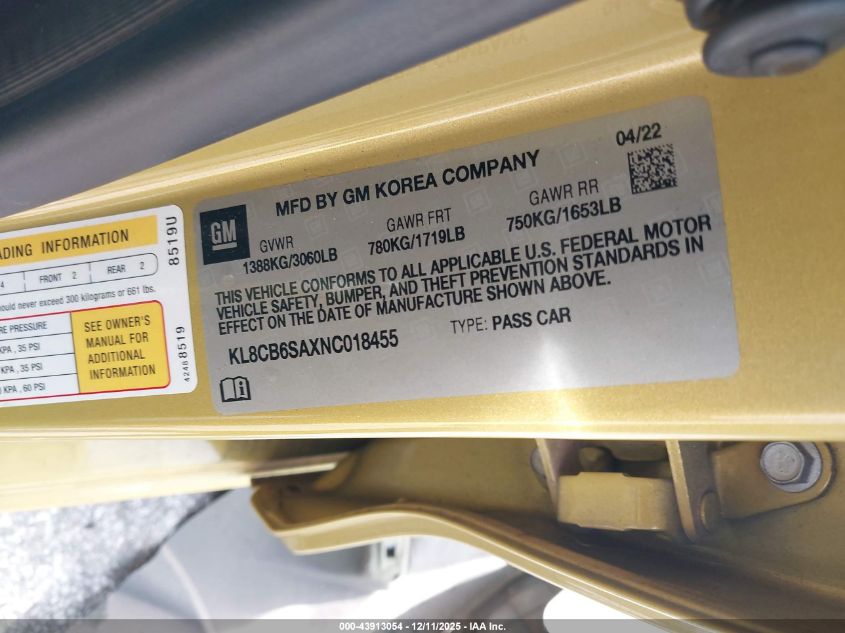 04/22
MFD BY GM KOREA COMPANY
GM
GVWR GAWR FRT GAWR RR
1388KG/3060LB 780KG/1719LB 750KG/1653LB
THIS VEHICLE CONFORMS TO ALL APPLICABLE U.S. FEDERAL MOTOR
VEHICLE SAFETY, BUMPER, AND THEFT PREVENTION STANDARDS IN
EFFECT ON THE DATE OF MANUFACTURE SHOWN ABOVE.
KL8CB6SAXNC018455 TYPE: PASS CAR
ADING INFORMATION
4 FRONT 2 REAR 2
ould never exceed 300 kilograms or 661 lbs.
RE PRESSURE
KPA, 35 PSI
KPA, 35 PSI
KPA, 60 PSI
SEE OWNER'S
MANUAL FOR
ADDITIONAL
INFORMATION
8519U
42488519
000-43913054 - 12/11/2025 - IAA Inc.